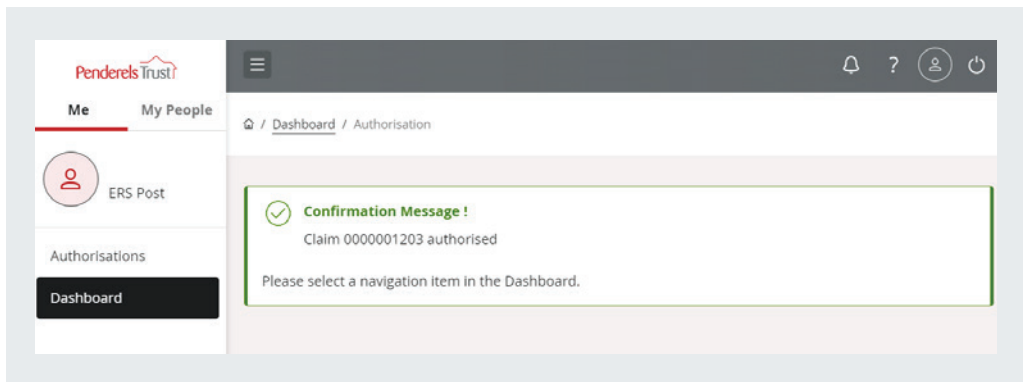 Penderels Trust
Me My People
/ Dashboard / Authorisation
ERS Post
Confirmation Message !
Claim 0000001203 authorised
Please select a navigation item in the Dashboard.
Authorisations
Dashboard
?